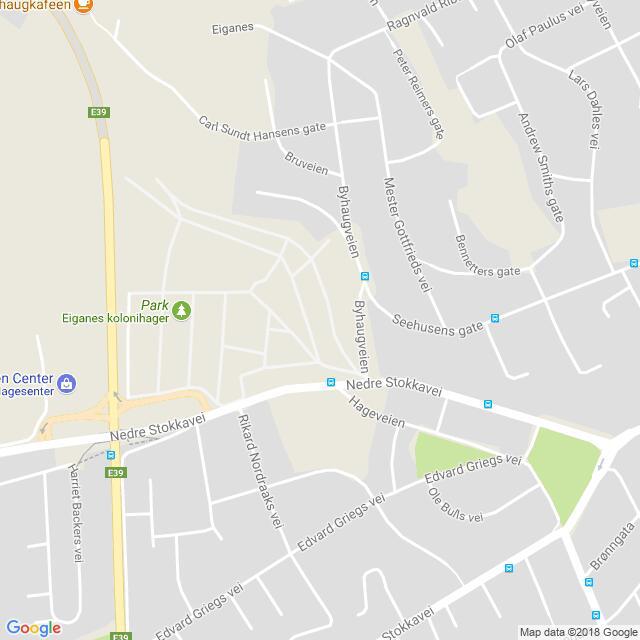 haugkafeen
Ragnvald Ribs
Eiganes
Olaf Paulus vei
Peter Reimers gate
Lars Dahles vei
E39
Carl Sundt Hansens gate
Andrew Smiths gate
Bruveien
Mester Gottfrieds vei
Byhaugveien
Bennetters gate
Park
Eiganes kolonihager
Byhaugveien
Seehusens gate
en Center
lagesenter
Nedre Stokkavei
Nedre Stokkavei
Hageveien
Rikard Nordraaks vei
Harriet Backers vei
E39
Edvard Griegs vei
Ole Bulls vei
Edvard Griegs vei
Brønngata
Edvard Griegs vei
Stokkavei
E39
Google
Map data ©2018 Google